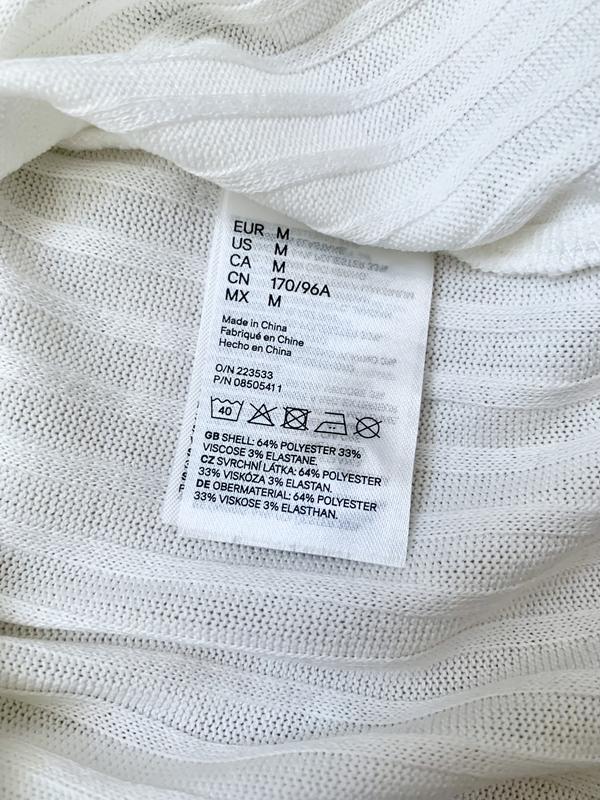 EUR M
US M
CA M
CN 170/96A
MX M
Made in China
Fabriqué en Chine
Hecho en China
O/N 223533
P/N 08505411
40
GB SHELL: 64% POLYESTER 33%
VISCOSE 3% ELASTANE.
CZ SVRCHNÍ LÁTKA: 64% POLYESTER
33% VISKÓZA 3% ELASTAN.
DE OBERMATERIAL: 64% POLYESTER
33% VISKOSE 3% ELASTHAN.